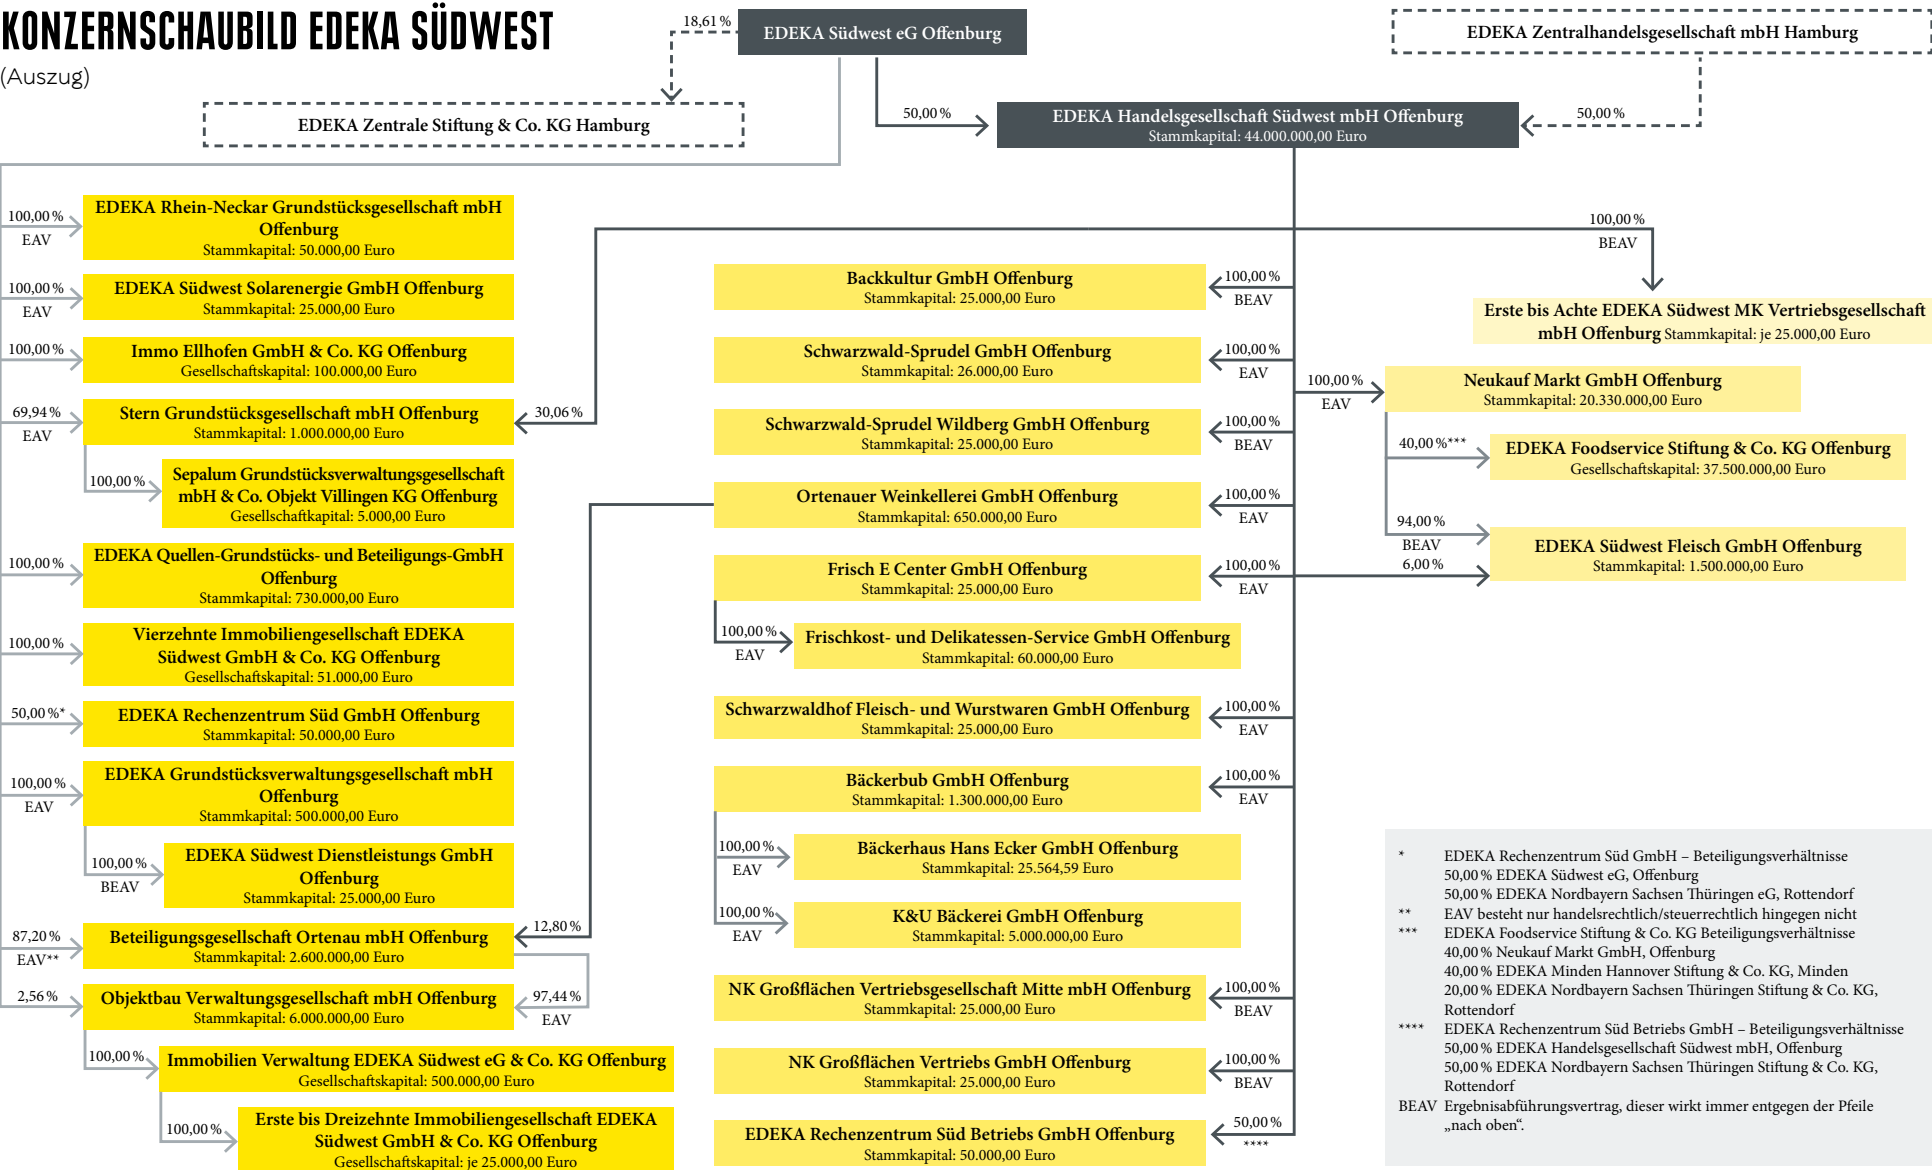 KONZERNSCHAUBILD EDEKA SÜDWEST
(Auszug)
18,61 %
EDEKA Südwest eG Offenburg
EDEKA Zentralhandelsgesellschaft mbH Hamburg
EDEKA Zentrale Stiftung & Co. KG Hamburg
50,00 %
EDEKA Handelsgesellschaft Südwest mbH Offenburg
Stammkapital: 44.000.000,00 Euro
50,00 %
100,00 %
EAV
EDEKA Rhein-Neckar Grundstücksgesellschaft mbH
Offenburg
Stammkapital: 50.000,00 Euro
100,00 %
EAV
EDEKA Südwest Solarenergie GmbH Offenburg
Stammkapital: 25.000,00 Euro
100,00 %
Immo Ellhofen GmbH & Co. KG Offenburg
Gesellschaftskapital: 100.000,00 Euro
69,94 %
EAV
Stern Grundstücksgesellschaft mbH Offenburg
Stammkapital: 1.000.000,00 Euro
30,06 %
100,00 %
Sepalum Grundstücksverwaltungsgesellschaft
mbH & Co. Objekt Villingen KG Offenburg
Gesellschaftkapital: 5.000,00 Euro
100,00 %
EDEKA Quellen-Grundstücks- und Beteiligungs-GmbH
Offenburg
Stammkapital: 730.000,00 Euro
100,00 %
Vierzehnte Immobiliengesellschaft EDEKA
Südwest GmbH & Co. KG Offenburg
Gesellschaftskapital: 51.000,00 Euro
50,00 %*
EDEKA Rechenzentrum Süd GmbH Offenburg
Stammkapital: 50.000,00 Euro
100,00 %
EAV
EDEKA Grundstücksverwaltungsgesellschaft mbH
Offenburg
Stammkapital: 500.000,00 Euro
100,00 %
BEAV
EDEKA Südwest Dienstleistungs GmbH
Offenburg
Stammkapital: 25.000,00 Euro
87,20 %
EAV**
Beteiligungsgesellschaft Ortenau mbH Offenburg
Stammkapital: 2.600.000,00 Euro
12,80 %
2,56 %
Objektbau Verwaltungsgesellschaft mbH Offenburg
Stammkapital: 6.000.000,00 Euro
97,44 %
EAV
100,00 %
Immobilien Verwaltung EDEKA Südwest eG & Co. KG Offenburg
Gesellschaftskapital: 500.000,00 Euro
100,00 %
Erste bis Dreizehnte Immobiliengesellschaft EDEKA
Südwest GmbH & Co. KG Offenburg
Gesellschaftskapital: je 25.000,00 Euro
Backkultur GmbH Offenburg
Stammkapital: 25.000,00 Euro
100,00 %
BEAV
Schwarzwald-Sprudel GmbH Offenburg
Stammkapital: 26.000,00 Euro
100,00 %
EAV
Schwarzwald-Sprudel Wildberg GmbH Offenburg
Stammkapital: 25.000,00 Euro
100,00 %
BEAV
Ortenauer Weinkellerei GmbH Offenburg
Stammkapital: 650.000,00 Euro
100,00 %
EAV
Frisch E Center GmbH Offenburg
Stammkapital: 25.000,00 Euro
100,00 %
EAV
100,00 %
EAV
Frischkost- und Delikatessen-Service GmbH Offenburg
Stammkapital: 60.000,00 Euro
Schwarzwaldhof Fleisch- und Wurstwaren GmbH Offenburg
Stammkapital: 25.000,00 Euro
100,00 %
EAV
Bäckerbub GmbH Offenburg
Stammkapital: 1.300.000,00 Euro
100,00 %
EAV
100,00 %
EAV
Bäckerhaus Hans Ecker GmbH Offenburg
Stammkapital: 25.564,59 Euro
100,00 %
EAV
K&U Bäckerei GmbH Offenburg
Stammkapital: 5.000.000,00 Euro
NK Großflächen Vertriebsgesellschaft Mitte mbH Offenburg
Stammkapital: 25.000,00 Euro
100,00 %
BEAV
NK Großflächen Vertriebs GmbH Offenburg
Stammkapital: 25.000,00 Euro
100,00 %
BEAV
EDEKA Rechenzentrum Süd Betriebs GmbH Offenburg
Stammkapital: 50.000,00 Euro
50,00 %
****
100,00 %
BEAV
Erste bis Achte EDEKA Südwest MK Vertriebsgesellschaft
mbH Offenburg Stammkapital: je 25.000,00 Euro
100,00 %
EAV
Neukauf Markt GmbH Offenburg
Stammkapital: 20.330.000,00 Euro
40,00 %***
EDEKA Foodservice Stiftung & Co. KG Offenburg
Gesellschaftskapital: 37.500.000,00 Euro
94,00 %
BEAV
6,00 %
EDEKA Südwest Fleisch GmbH Offenburg
Stammkapital: 1.500.000,00 Euro
* EDEKA Rechenzentrum Süd GmbH – Beteiligungsverhältnisse
50,00 % EDEKA Südwest eG, Offenburg
50,00 % EDEKA Nordbayern Sachsen Thüringen eG, Rottendorf
** EAV besteht nur handelsrechtlich/steuerrechtlich hingegen nicht
*** EDEKA Foodservice Stiftung & Co. KG Beteiligungsverhältnisse
40,00 % Neukauf Markt GmbH, Offenburg
40,00 % EDEKA Minden Hannover Stiftung & Co. KG, Minden
20,00 % EDEKA Nordbayern Sachsen Thüringen Stiftung & Co. KG,
Rottendorf
**** EDEKA Rechenzentrum Süd Betriebs GmbH – Beteiligungsverhältnisse
50,00 % EDEKA Handelsgesellschaft Südwest mbH, Offenburg
50,00 % EDEKA Nordbayern Sachsen Thüringen Stiftung & Co. KG,
Rottendorf
BEAV Ergebnisabführungsvertrag, dieser wirkt immer entgegen der Pfeile
„nach oben“.